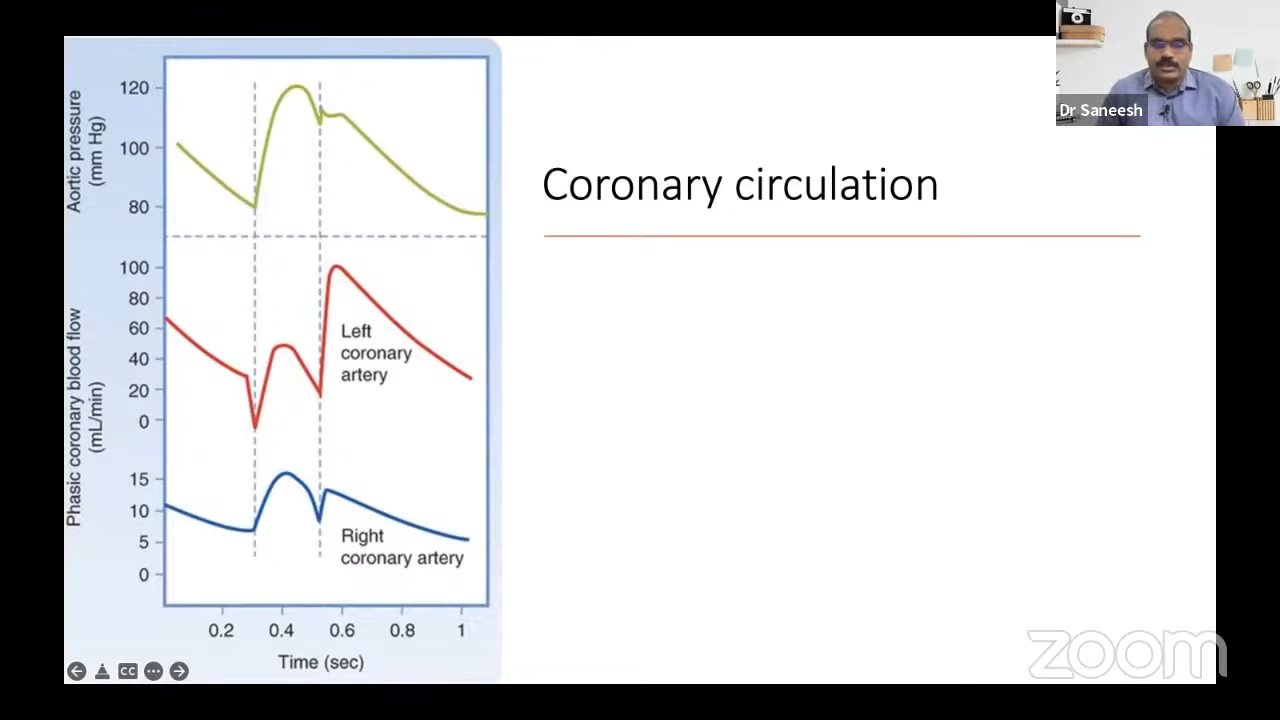 Dr Saneesh
Coronary circulation
Aortic pressure
(mm Hg)
120
100
80
Phasic coronary blood flow
(mL/min)
100
80
60
40
20
0
Left
coronary
artery
15
10
5
0
Right
coronary artery
0.2 0.4 0.6 0.8 1
Time (sec)
CC
zoom